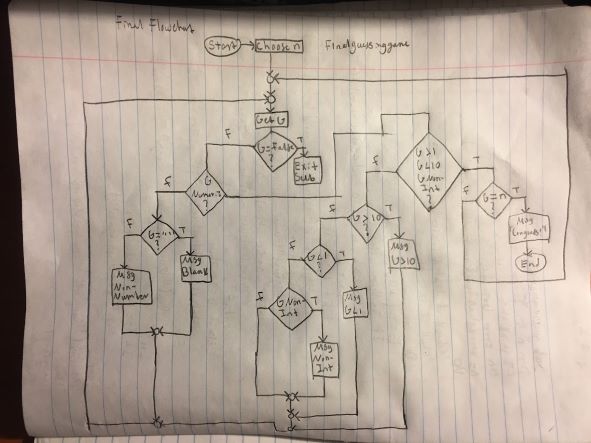 Final Flowchart
Start
Choose n
Final guessing game
Get G
G=False
?
F
T
Exit
Sub
G
Numeric
?
F
G=""
?
F
T
Msg
Non-
Number
Msg
Blank
G≥1
G≤10
G Non-
Int
?
F
T
G=n
?
F
T
Msg
"Congrats!"
End
G>10
?
F
T
Msg
G>10
G<1
?
F
T
Msg
G<1
G Non-
Int
F
T
Msg
Non-
Int